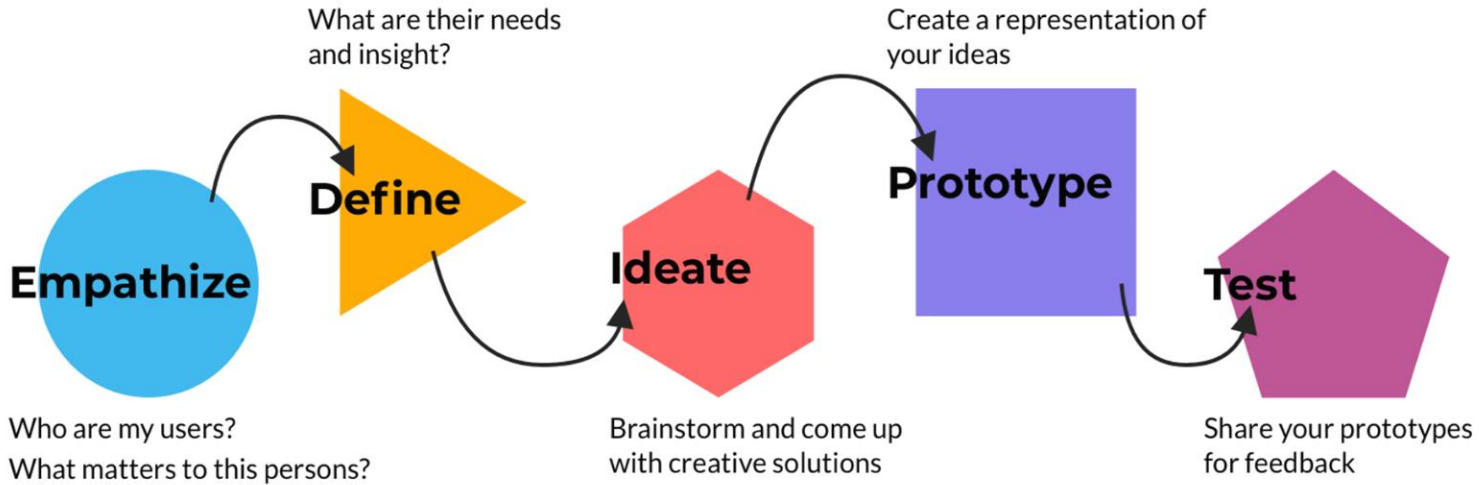 Empathize
Who are my users?
What matters to this persons?
What are their needs
and insight?
Define
Ideate
Brainstorm and come up
with creative solutions
Create a representation of
your ideas
Prototype
Test
Share your prototypes
for feedback